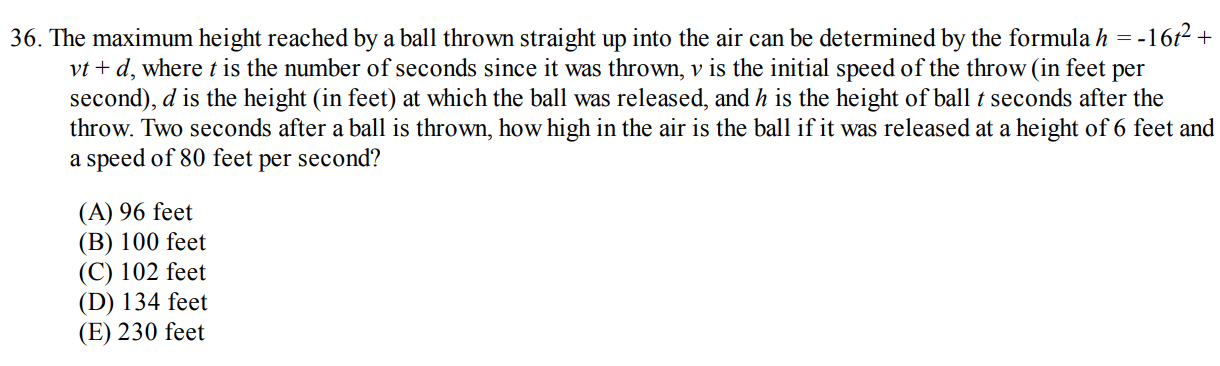 36. The maximum height reached by a ball thrown straight up into the air can be determined by the formula h = -16t² +
vt + d, where t is the number of seconds since it was thrown, v is the initial speed of the throw (in feet per
second), d is the height (in feet) at which the ball was released, and h is the height of ball t seconds after the
throw. Two seconds after a ball is thrown, how high in the air is the ball if it was released at a height of 6 feet and
a speed of 80 feet per second?
(A) 96 feet
(B) 100 feet
(C) 102 feet
(D) 134 feet
(E) 230 feet